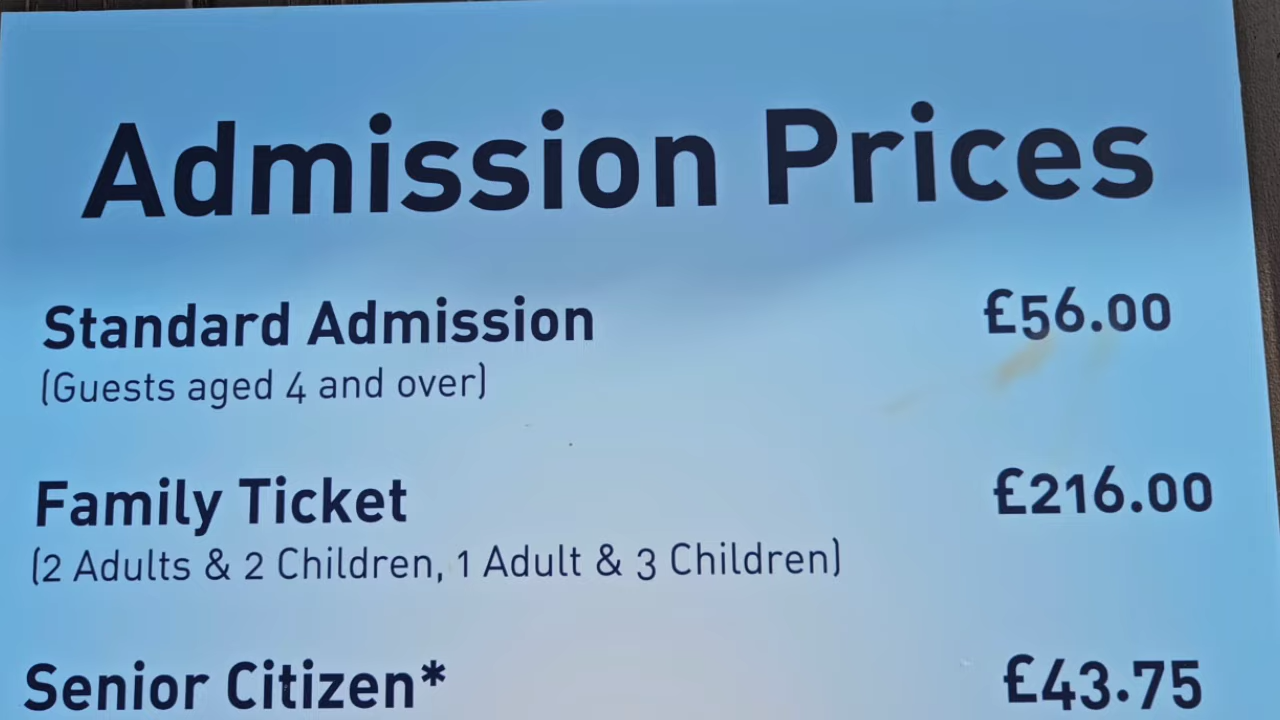 Admission Prices
Standard Admission £56.00
(Guests aged 4 and over)
Family Ticket £216.00
(2 Adults & 2 Children, 1 Adult & 3 Children)
Senior Citizen* £43.75